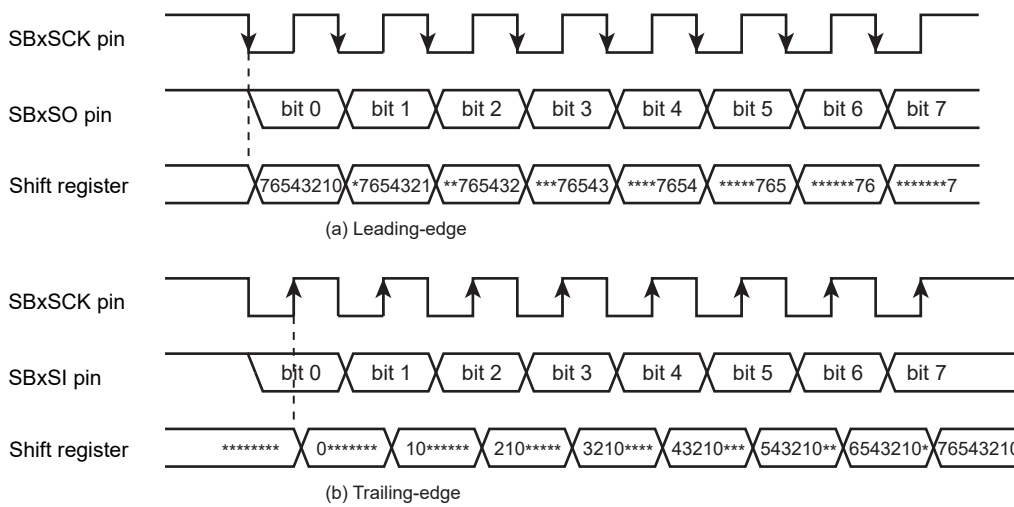 SBxSCK pin
SBxSO pin bit 0 bit 1 bit 2 bit 3 bit 4 bit 5 bit 6 bit 7
Shift register 76543210 *7654321 **765432 ***76543 ****7654 *****765 ******76 *******7
(a) Leading-edge
SBxSCK pin
SBxSI pin bit 0 bit 1 bit 2 bit 3 bit 4 bit 5 bit 6 bit 7
Shift register ******** 0******* 10****** 210***** 3210**** 43210*** 543210** 6543210* 76543210
(b) Trailing-edge